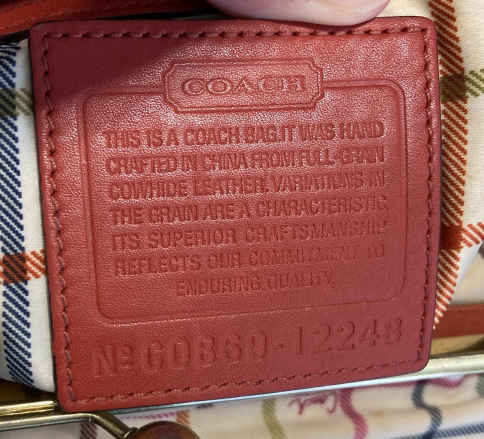 COACH
THIS IS A COACH BAG.IT WAS HAND
CRAFTED IN CHINA FROM FULL-GRAIN
COWHIDE LEATHER. VARIATIONS IN
THE GRAIN ARE A CHARACTERISTIC.
ITS SUPERIOR CRAFTSMANSHIP
REFLECTS OUR COMMITMENT TO
ENDURING QUALITY.
Nº G0869-12248